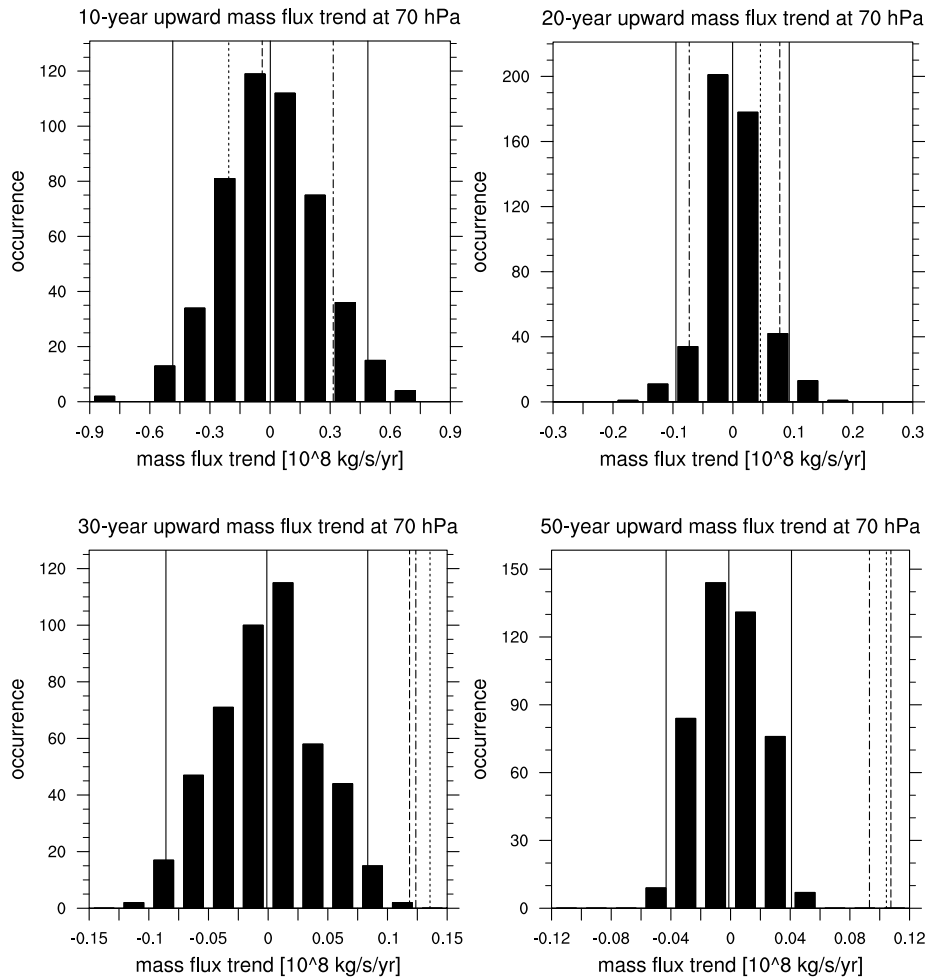 10-year upward mass flux trend at 70 hPa
120
100
80
60
40
20
0
occurrence
-0.9 -0.6 -0.3 0 0.3 0.6 0.9
mass flux trend [10^8 kg/s/yr]
20-year upward mass flux trend at 70 hPa
200
160
120
80
40
0
occurrence
-0.3 -0.2 -0.1 0 0.1 0.2 0.3
mass flux trend [10^8 kg/s/yr]
30-year upward mass flux trend at 70 hPa
120
100
80
60
40
20
0
occurrence
-0.15 -0.1 -0.05 0 0.05 0.1 0.15
mass flux trend [10^8 kg/s/yr]
50-year upward mass flux trend at 70 hPa
150
120
90
60
30
0
occurrence
-0.12 -0.08 -0.04 0 0.04 0.08 0.12
mass flux trend [10^8 kg/s/yr]